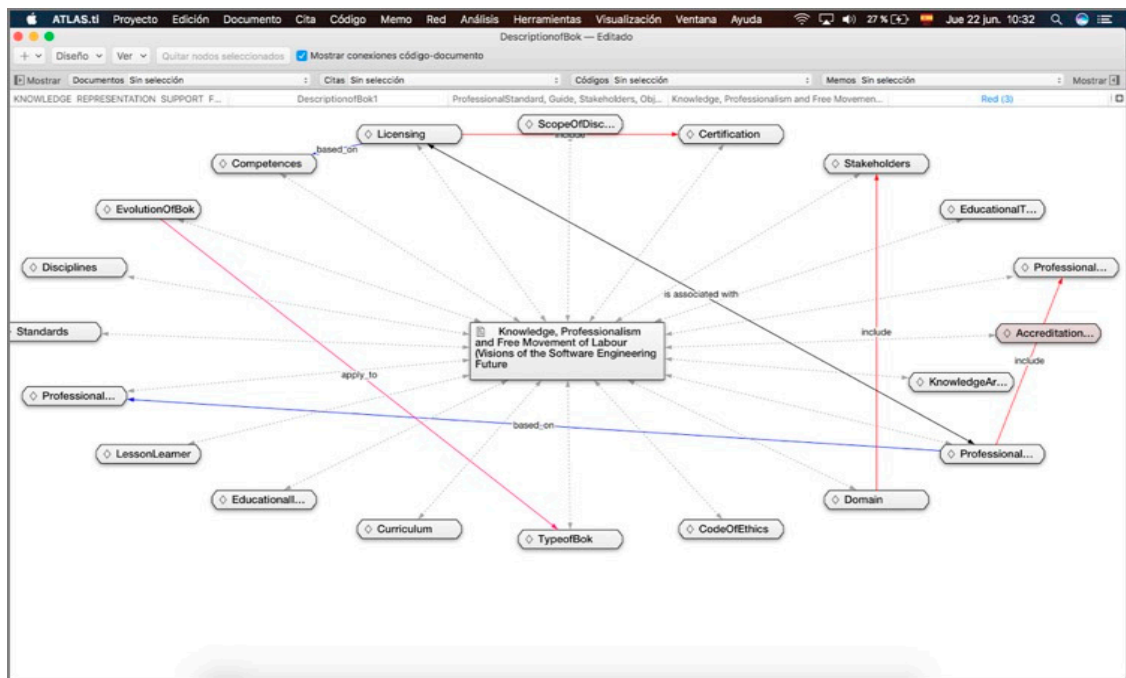 ATLAS.ti Proyecto Edición Documento Cita Código Memo Red Análisis Herramientas Visualización Ventana Ayuda 27 % Jue 22 jun. 10:32
DescriptionofBok — Editado
+ Diseño Ver Quitar nodos seleccionados Mostrar conexiones código-documento
Mostrar Documentos Sin selección Citas Sin selección Códigos Sin selección Memos Sin selección Mostrar
KNOWLEDGE REPRESENTATION SUPPORT F... DescriptionofBok1 ProfessionalStandard, Guide, Stakeholders, Obj... Knowledge, Professionalism and Free Movemen... Red (3)
ScopeOfDisc...
Licensing
include
Certification
based_on
Competences
Stakeholders
EvolutionOfBok
EducationalT...
Disciplines
Professional...
is associated with
Standards
Knowledge, Professionalism
and Free Movement of Labour
(Visions of the Software Engineering
Future
include
Accreditation...
include
apply_to
KnowledgeAr...
Professional...
based_on
LessonLearner
Professional...
EducationalI...
Domain
Curriculum
TypeofBok
CodeOfEthics